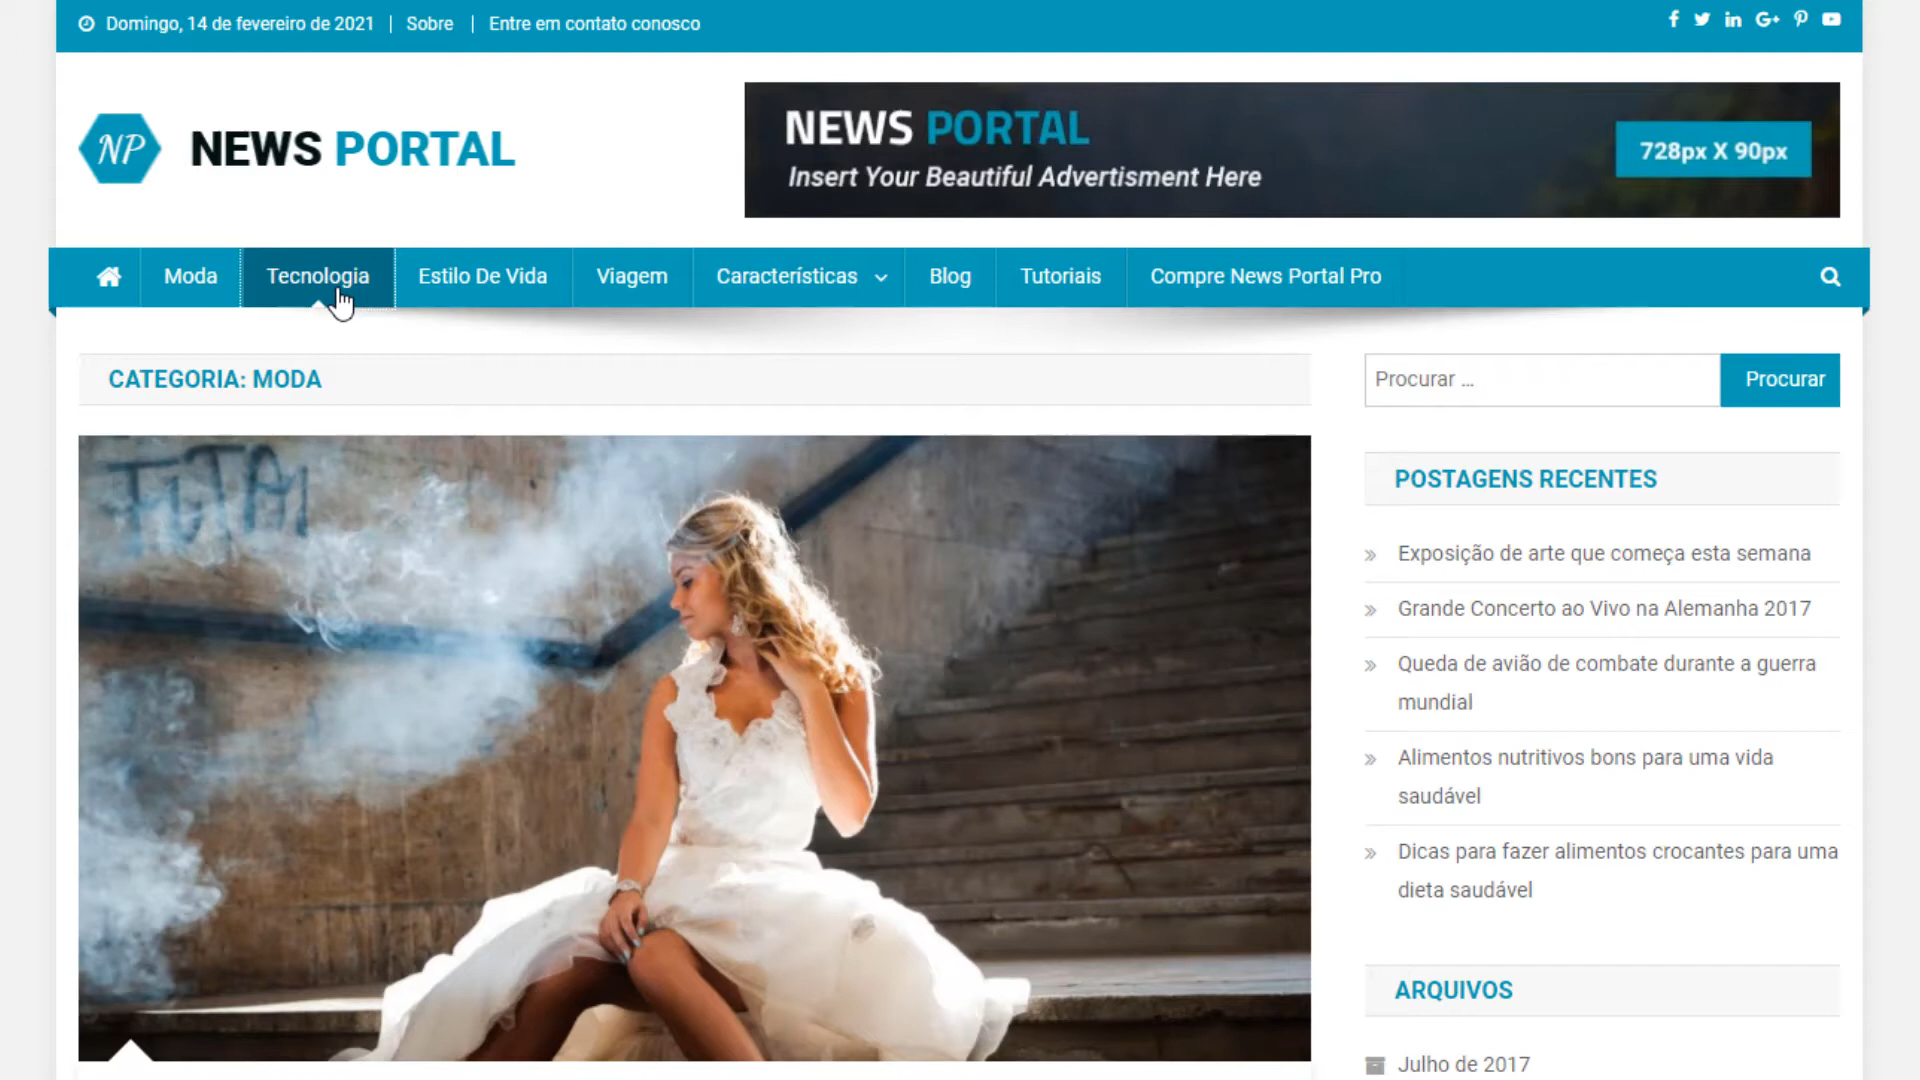 Domingo, 14 de fevereiro de 2021 | Sobre | Entre em contato conosco
NP NEWS PORTAL
NEWS PORTAL
Insert Your Beautiful Advertisment Here
728px X 90px
Moda Tecnologia Estilo De Vida Viagem Características Blog Tutoriais Compre News Portal Pro
CATEGORIA: MODA
Procurar ...
Procurar
POSTAGENS RECENTES
Exposição de arte que começa esta semana
Grande Concerto ao Vivo na Alemanha 2017
Queda de avião de combate durante a guerra
mundial
Alimentos nutritivos bons para uma vida
saudável
Dicas para fazer alimentos crocantes para uma
dieta saudável
ARQUIVOS
Julho de 2017